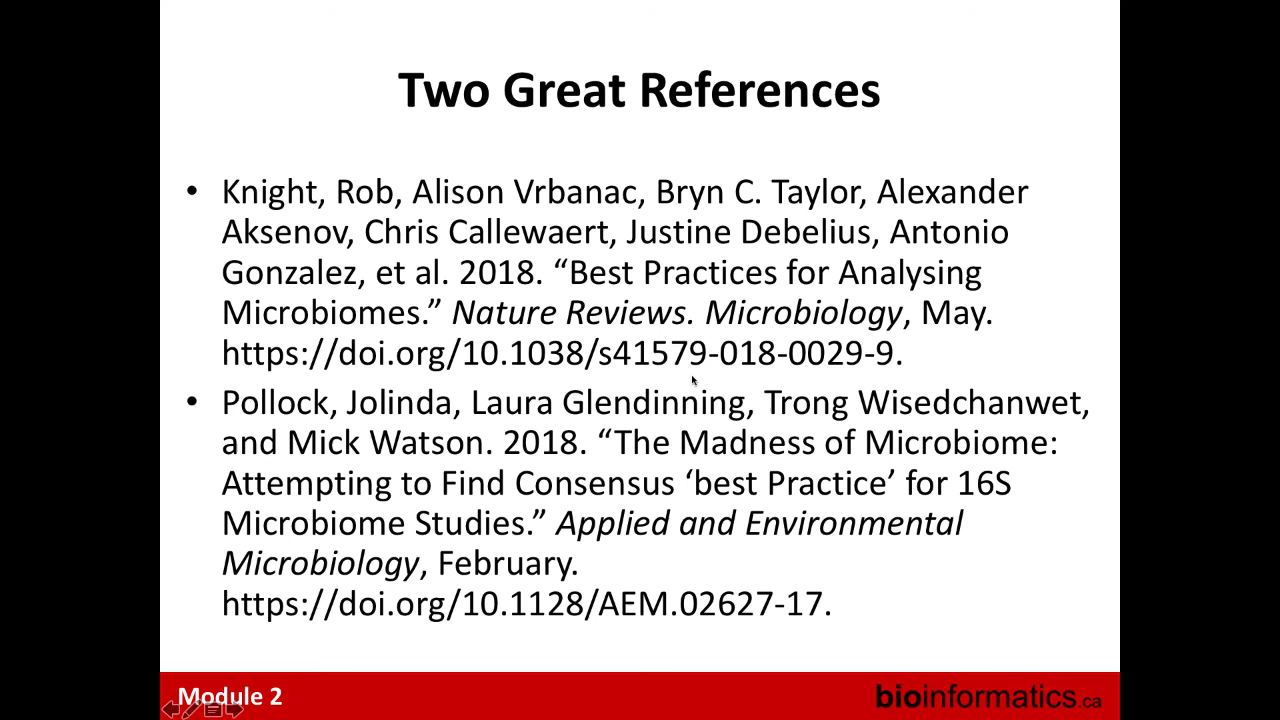 Two Great References
• Knight, Rob, Alison Vrbanac, Bryn C. Taylor, Alexander
Aksenov, Chris Callewaert, Justine Debelius, Antonio
Gonzalez, et al. 2018. “Best Practices for Analysing
Microbiomes.” Nature Reviews. Microbiology, May.
https://doi.org/10.1038/s41579-018-0029-9.
• Pollock, Jolinda, Laura Glendinning, Trong Wisedchanwet,
and Mick Watson. 2018. “The Madness of Microbiome:
Attempting to Find Consensus ‘best Practice’ for 16S
Microbiome Studies.” Applied and Environmental
Microbiology, February.
https://doi.org/10.1128/AEM.02627-17.
Module 2
bioinformatics.ca